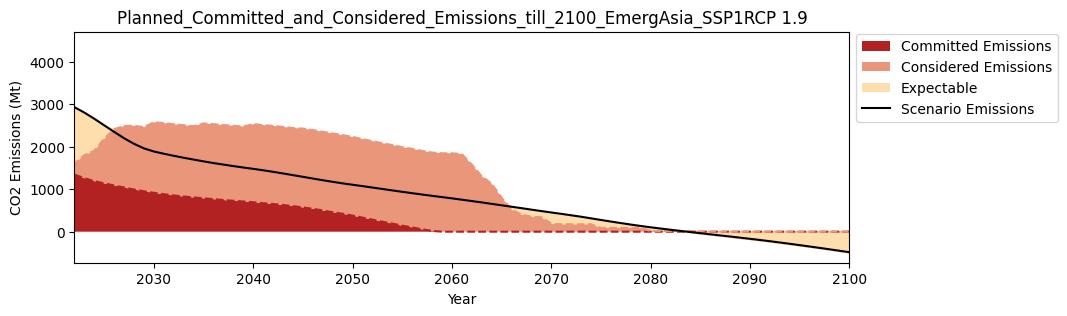 Planned_Committed_and_Considered_Emissions_till_2100_EmergAsia_SSP1RCP 1.9
CO2 Emissions (Mt)
4000
3000
2000
1000
0
2030 2040 2050 2060 2070 2080 2090 2100
Year
Committed Emissions
Considered Emissions
Expectable
Scenario Emissions